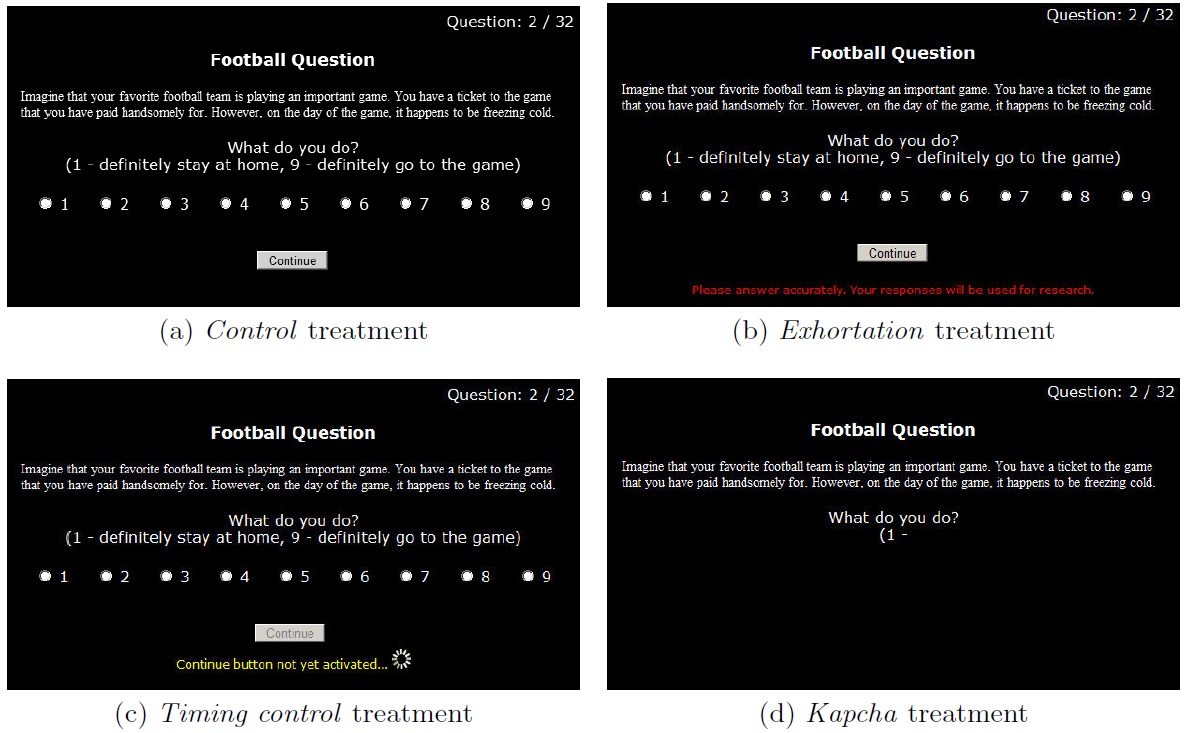 Question: 2 / 32
Football Question
Imagine that your favorite football team is playing an important game. You have a ticket to the game
that you have paid handsomely for. However, on the day of the game, it happens to be freezing cold.
What do you do?
(1 - definitely stay at home, 9 - definitely go to the game)
1 2 3 4 5 6 7 8 9
Continue
(a) Control treatment
Question: 2 / 32
Football Question
Imagine that your favorite football team is playing an important game. You have a ticket to the game
that you have paid handsomely for. However, on the day of the game, it happens to be freezing cold.
What do you do?
(1 - definitely stay at home, 9 - definitely go to the game)
1 2 3 4 5 6 7 8 9
Continue
Please answer accurately. Your responses will be used for research.
(b) Exhortation treatment
Question: 2 / 32
Football Question
Imagine that your favorite football team is playing an important game. You have a ticket to the game
that you have paid handsomely for. However, on the day of the game, it happens to be freezing cold.
What do you do?
(1 - definitely stay at home, 9 - definitely go to the game)
1 2 3 4 5 6 7 8 9
Continue
Continue button not yet activated...
(c) Timing control treatment
Question: 2 / 32
Football Question
Imagine that your favorite football team is playing an important game. You have a ticket to the game
that you have paid handsomely for. However, on the day of the game, it happens to be freezing cold.
What do you do?
(1 -
(d) Kapcha treatment